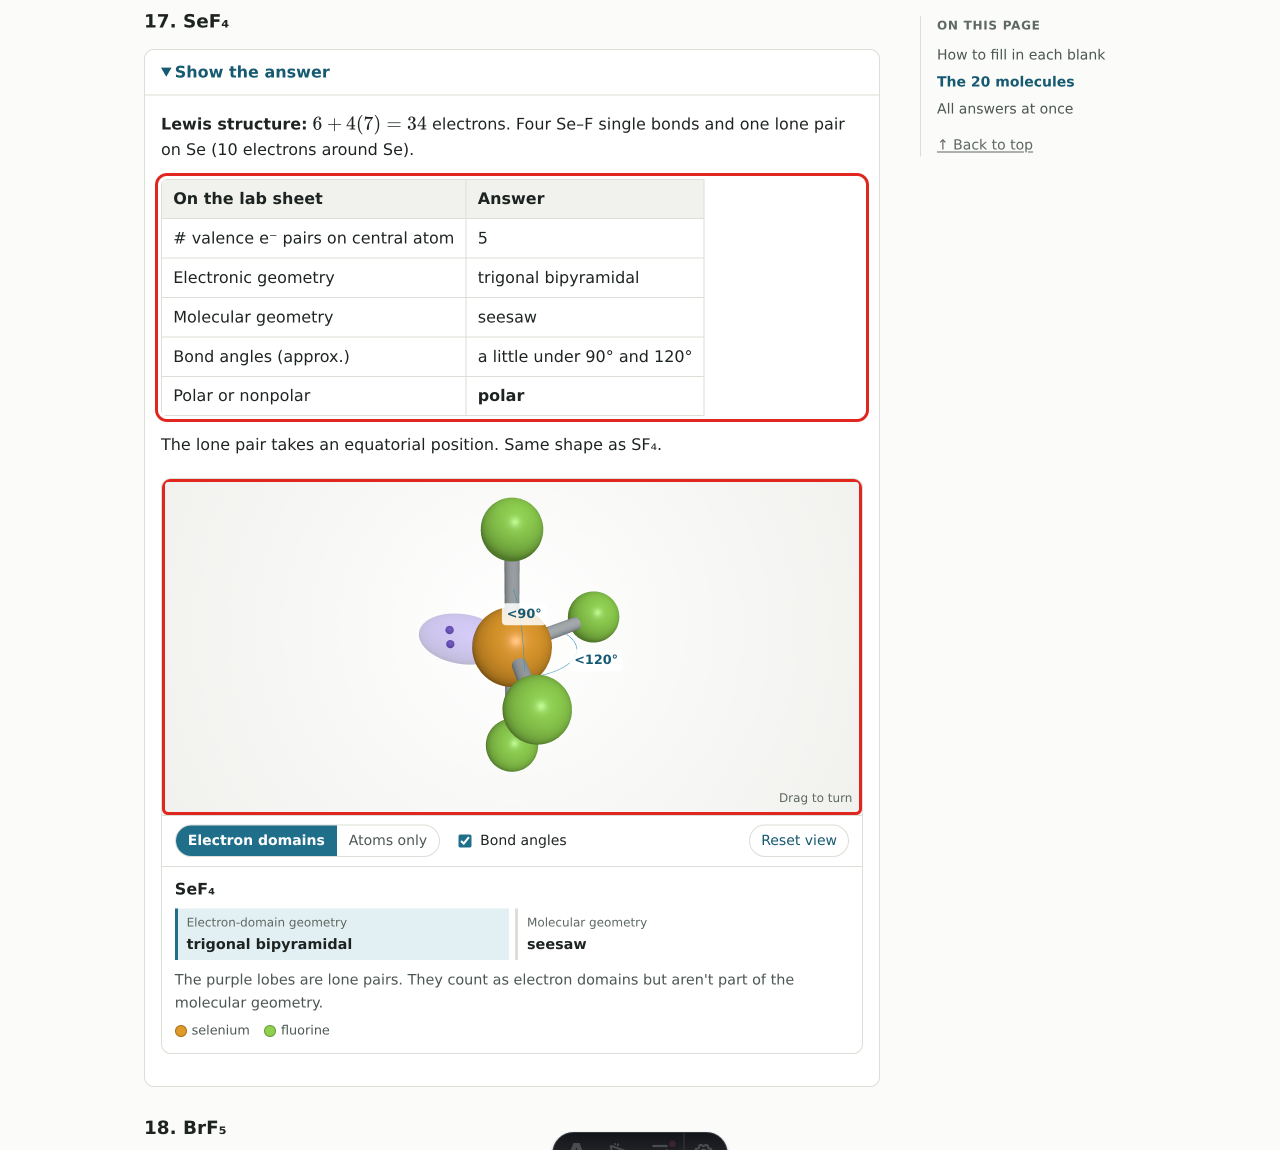 17. SeF₄
ON THIS PAGE
How to fill in each blank
The 20 molecules
All answers at once
↑ Back to top
▼Show the answer
Lewis structure: 6 + 4(7) = 34 electrons. Four Se–F single bonds and one lone pair
on Se (10 electrons around Se).
On the lab sheet Answer
# valence e⁻ pairs on central atom 5
Electronic geometry trigonal bipyramidal
Molecular geometry seesaw
Bond angles (approx.) a little under 90° and 120°
Polar or nonpolar polar
The lone pair takes an equatorial position. Same shape as SF₄.
<90°
<120°
Drag to turn
Electron domains Atoms only Bond angles Reset view
SeF₄
Electron-domain geometry
trigonal bipyramidal
Molecular geometry
seesaw
The purple lobes are lone pairs. They count as electron domains but aren't part of the
molecular geometry.
selenium fluorine
18. BrF₅